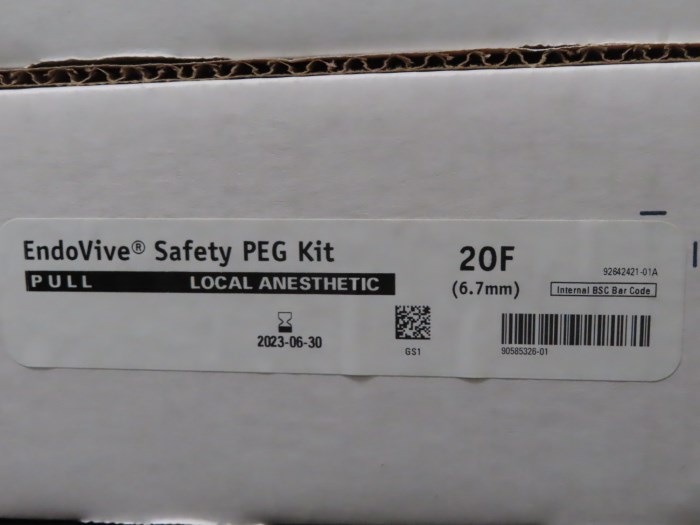 EndoVive® Safety PEG Kit
PULL LOCAL ANESTHETIC
20F
(6.7mm)
92642421-01A
Internal BSC Bar Code
2023-06-30
GS1
90585326-01